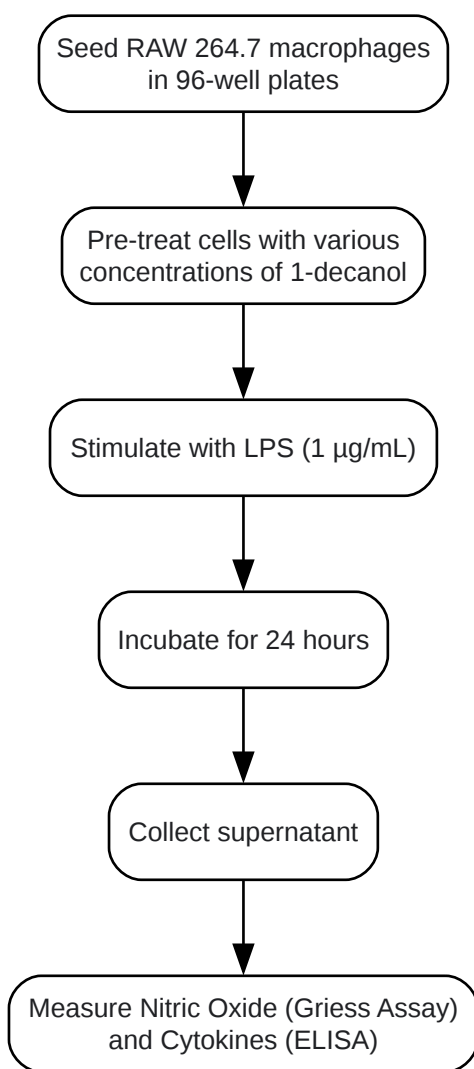 Seed RAW 264.7 macrophages
in 96-well plates
Pre-treat cells with various
concentrations of 1-decanol
Stimulate with LPS (1 µg/mL)
Incubate for 24 hours
Collect supernatant
Measure Nitric Oxide (Griess Assay)
and Cytokines (ELISA)